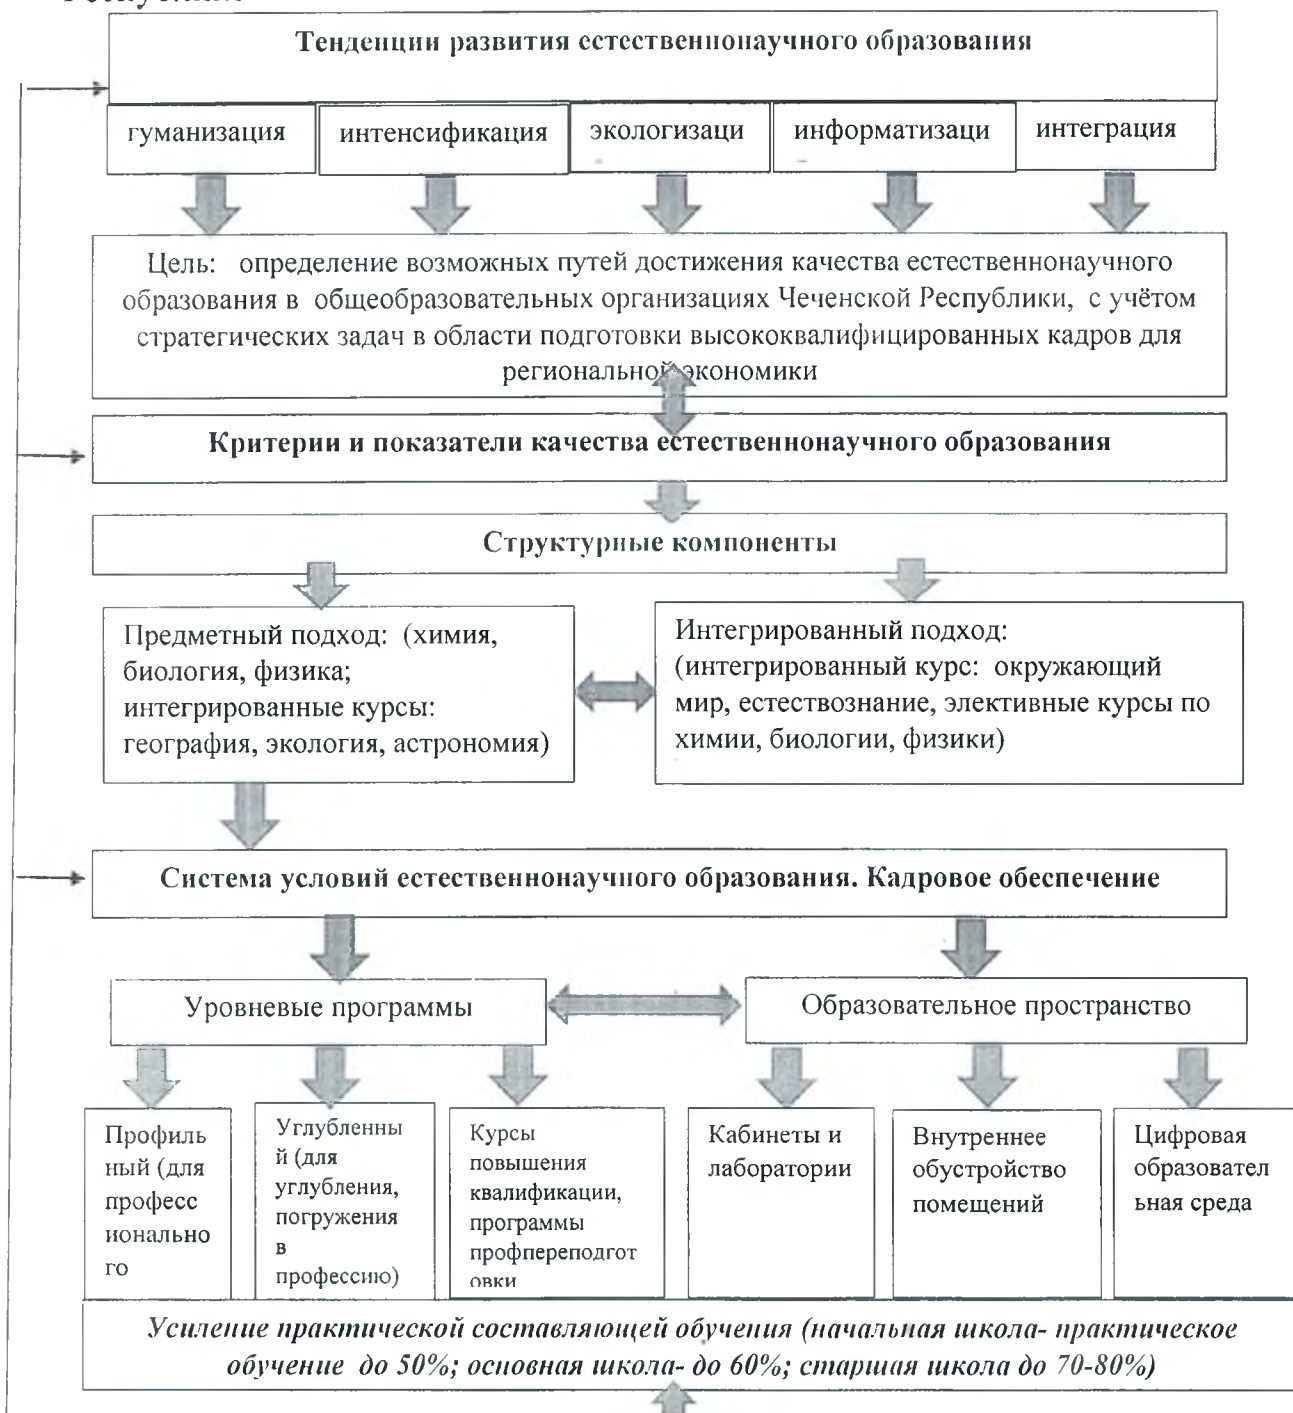 Тенденции развития естественнонаучного образования
гуманизация
интенсификация
экологизаци
информатизаци
интеграция
Цель: определение возможных путей достижения качества естественнонаучного
образования в общеобразовательных организациях Чеченской Республики, с учётом
стратегических задач в области подготовки высококвалифицированных кадров для
региональной экономики
Критерии и показатели качества естественнонаучного образования
Структурные компоненты
Предметный подход: (химия,
биология, физика;
интегрированные курсы:
география, экология, астрономия)
Интегрированный подход:
(интегрированный курс: окружающий
мир, естествознание, элективные курсы по
химии, биологии, физики)
Система условий естественнонаучного образования. Кадровое обеспечение
Уровневые программы
Образовательное пространство
Профиль
ный (для
професс
ионально
го
Углубленны
й (для
углубления,
погружения
в
профессию)
Курсы
повышения
квалификации,
программы
профпереподгот
овки
Кабинеты и
лаборатории
Внутреннее
обустройство
помещений
Цифровая
образовател
ьная среда
Усиление практической составляющей обучения (начальная школа- практическое
обучение до 50%; основная школа- до 60%; старшая школа до 70-80%)